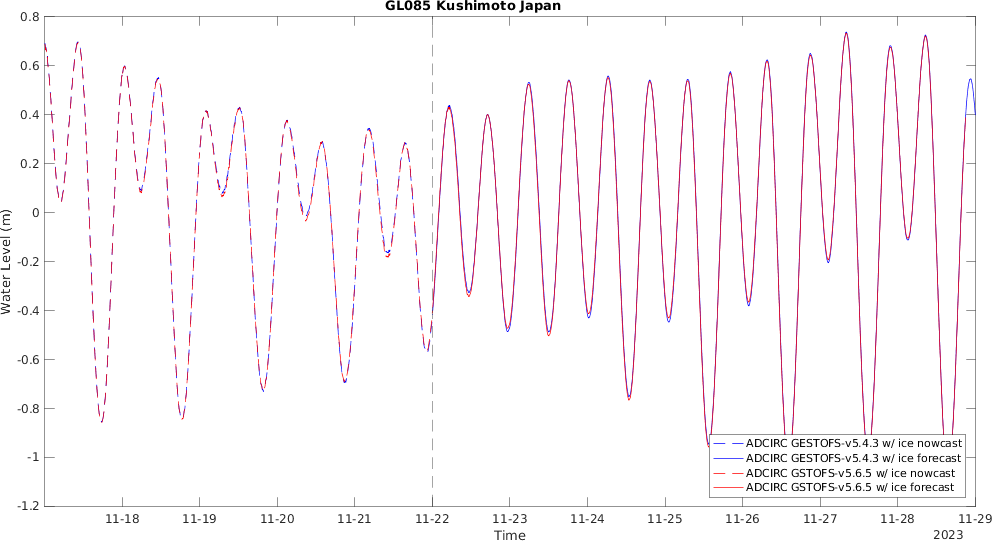 GL085 Kushimoto Japan
0.8
0.6
0.4
0.2
0
-0.2
-0.4
-0.6
-0.8
-1
-1.2
Water Level (m)
ADCIRC GESTOFS-v5.4.3 w/ ice nowcast
ADCIRC GESTOFS-v5.4.3 w/ ice forecast
ADCIRC GSTOFS-v5.6.5 w/ ice nowcast
ADCIRC GSTOFS-v5.6.5 w/ ice forecast
11-18 11-19 11-20 11-21 11-22 11-23 11-24 11-25 11-26 11-27 11-28 11-29
Time
2023